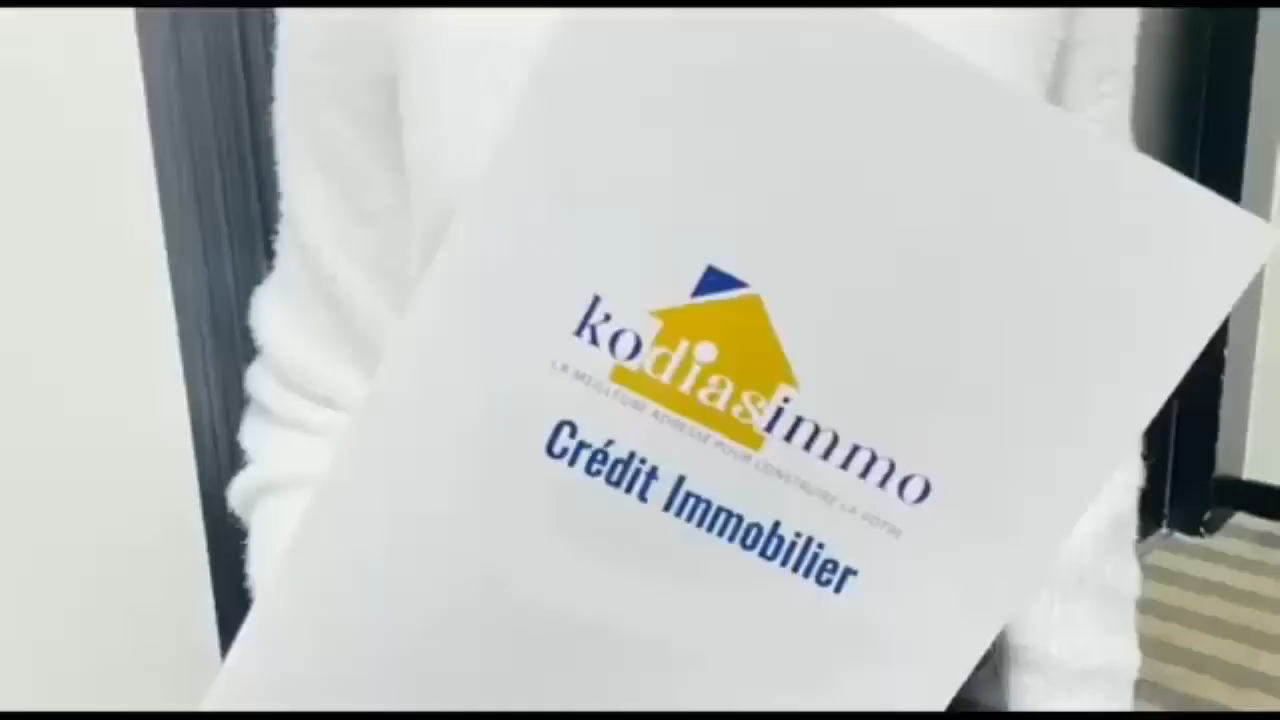 kodiasimmo
LA MEILLEURE ADRESSE POUR CONSTRUIRE LA VOTRE
Crédit Immobilier